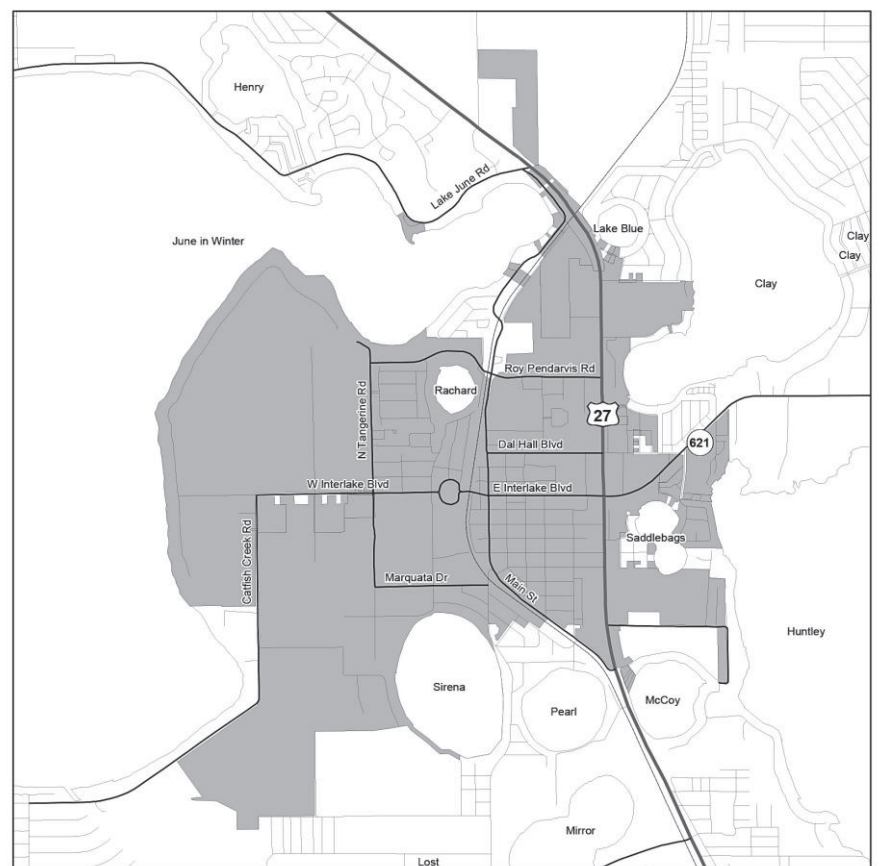 Henry
Lake June Rd
June in Winter
Lake Blue
Clay
Clay
Clay
Roy Pendarvis Rd
Rachard
N Tangerine Rd
27
621
Dal Hall Blvd
W Interlake Blvd
E Interlake Blvd
Catfish Creek Rd
Saddlebags
Marquata Dr
Main St
Huntley
Sirena
Pearl
McCoy
Mirror
Lost